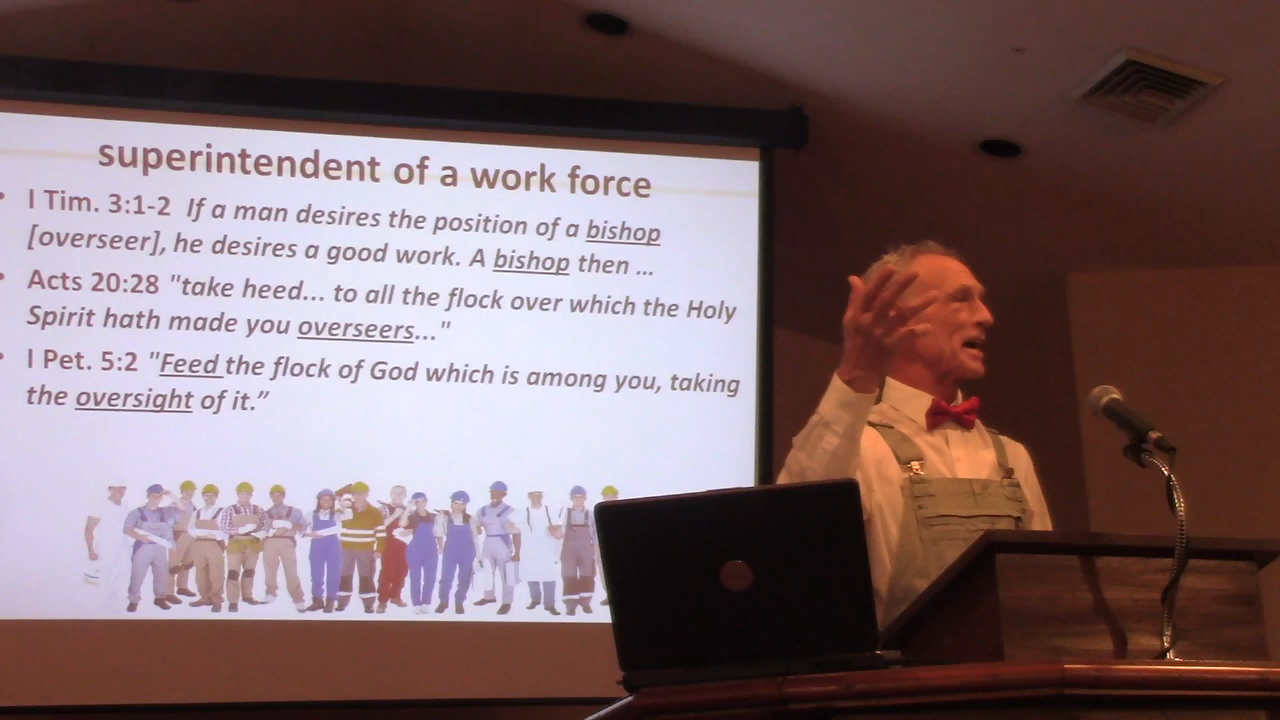 superintendent of a work force
• I Tim. 3:1-2 If a man desires the position of a bishop
[overseer], he desires a good work. A bishop then ...
• Acts 20:28 "take heed... to all the flock over which the Holy
Spirit hath made you overseers..."
• I Pet. 5:2 "Feed the flock of God which is among you, taking
the oversight of it.”